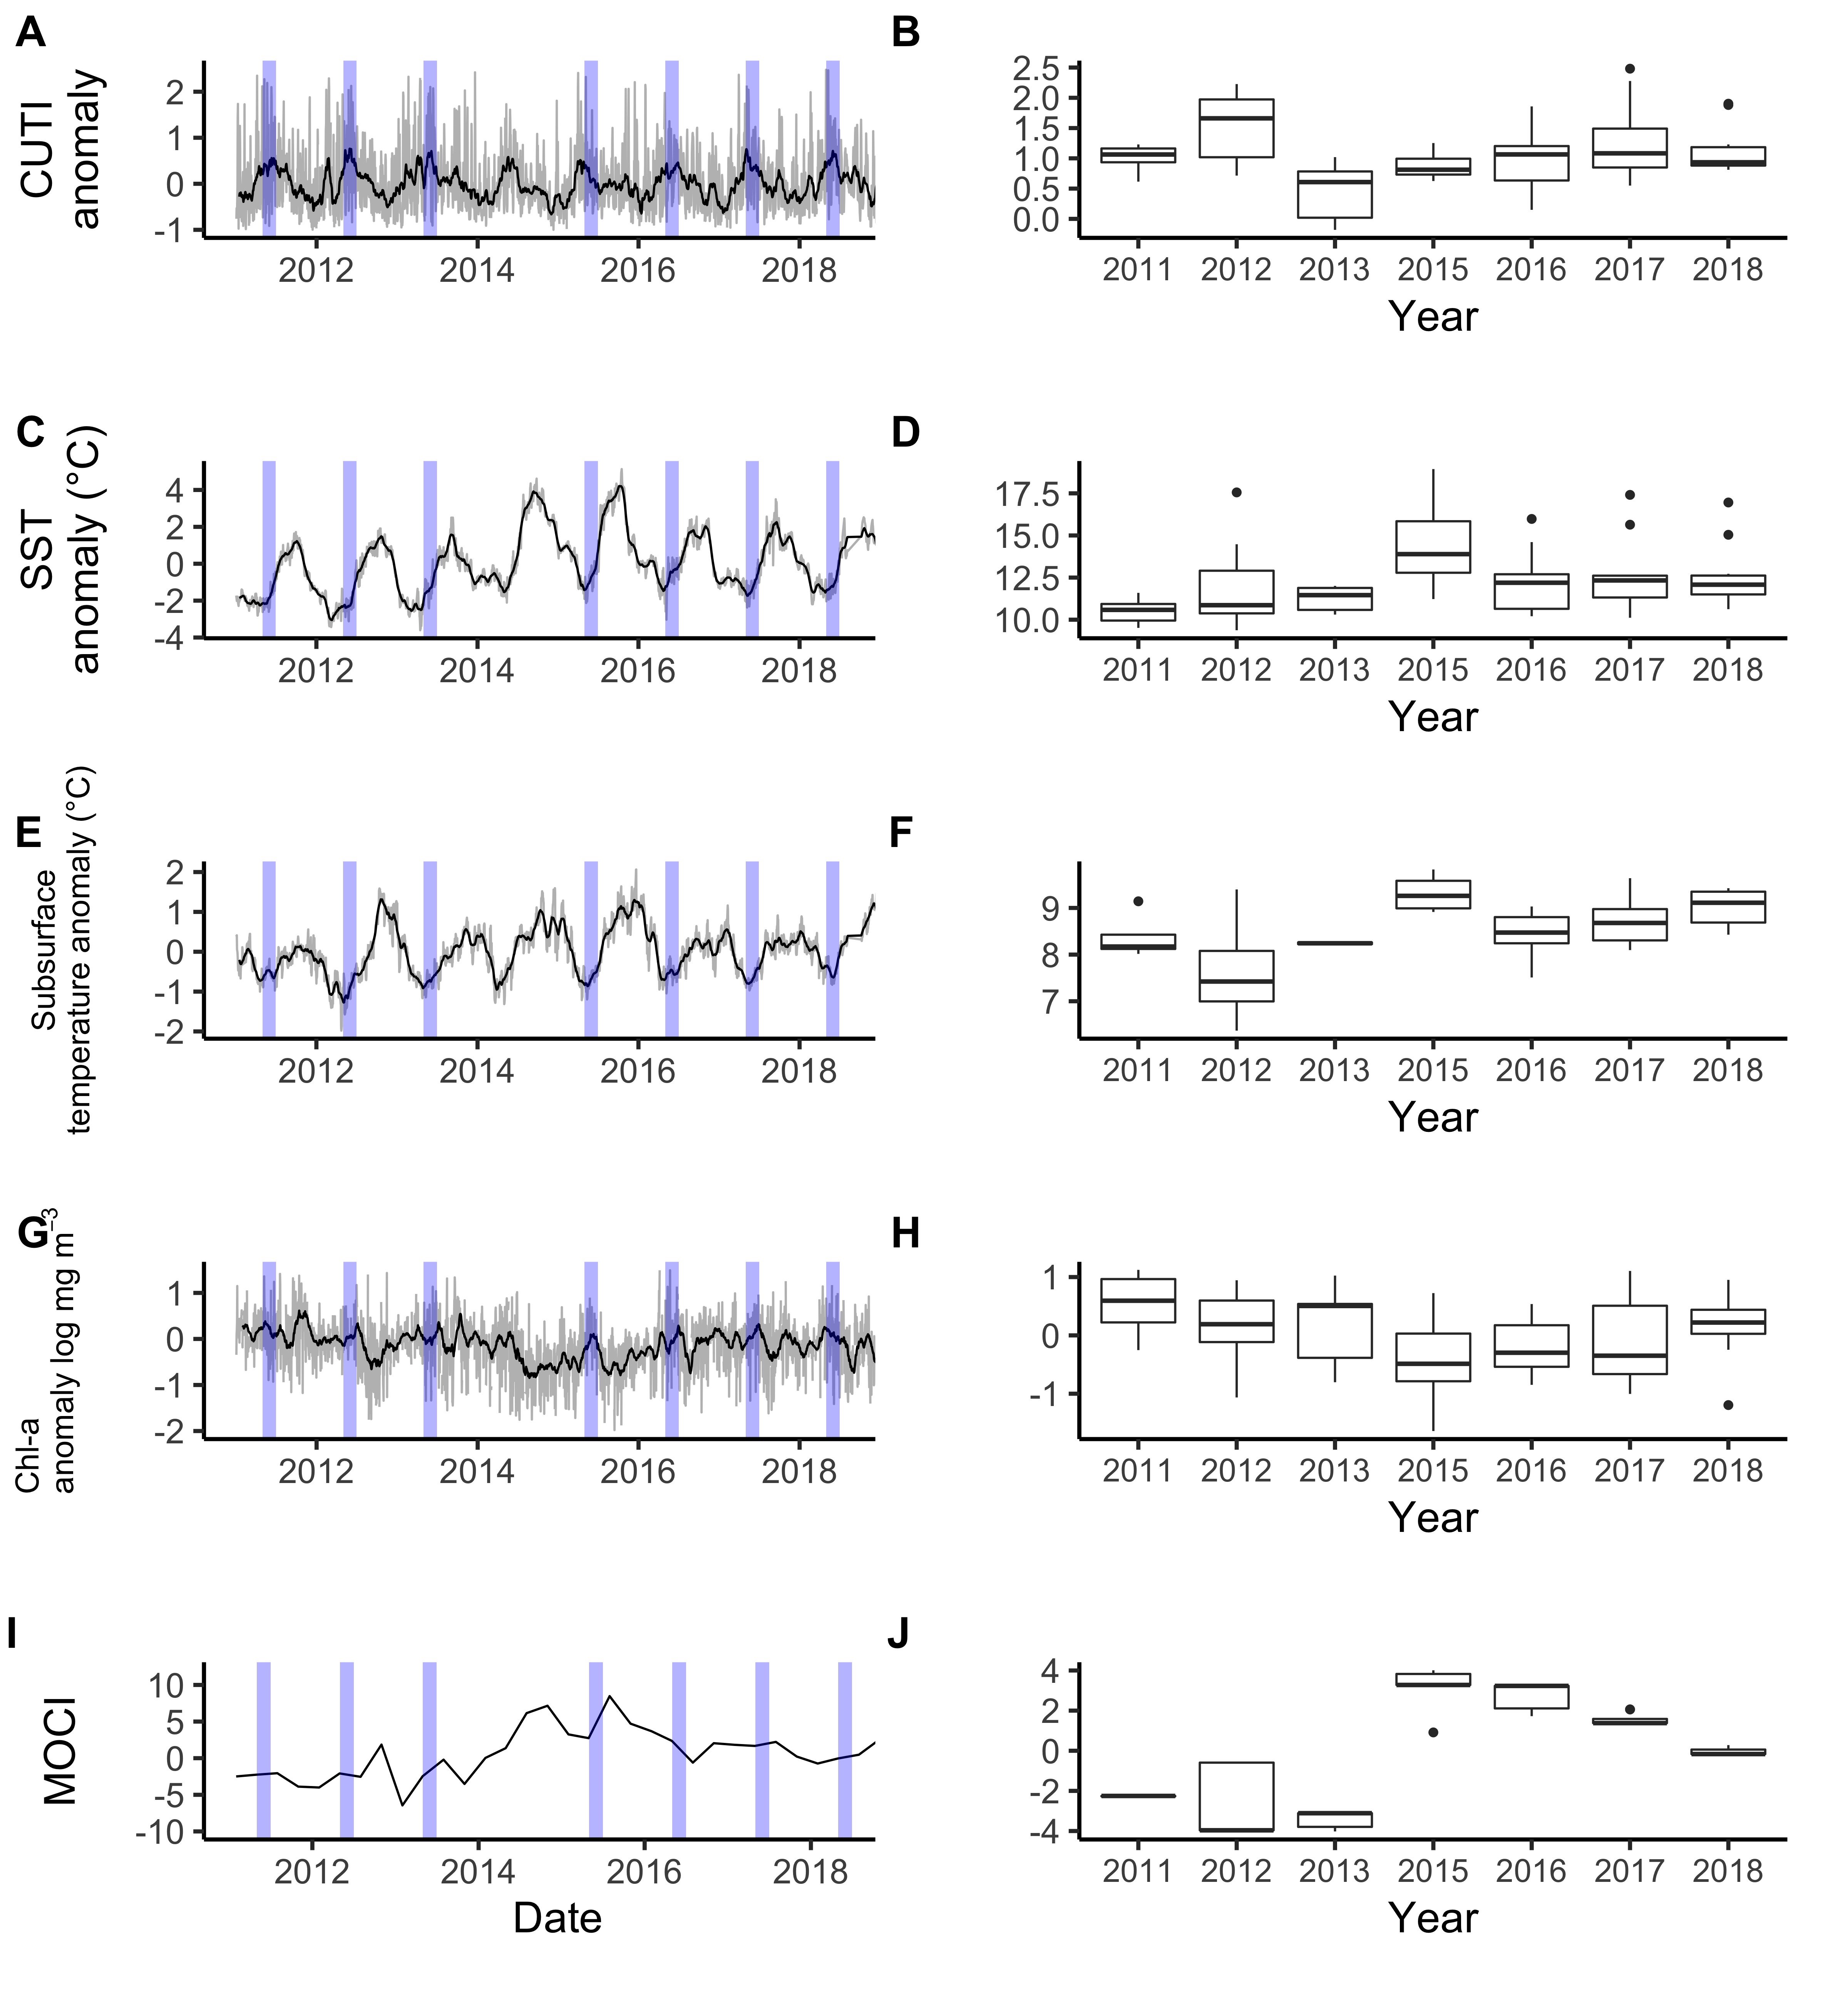 A
CUTI
anomaly
2
1
0
-1
2012 2014 2016 2018
B
2.5
2.0
1.5
1.0
0.5
0.0
2011 2012 2013 2015 2016 2017 2018
Year
C
SST
anomaly (°C)
4
2
0
-2
-4
2012 2014 2016 2018
D
17.5
15.0
12.5
10.0
2011 2012 2013 2015 2016 2017 2018
Year
E
Subsurface
temperature anomaly (°C)
2
1
0
-1
-2
2012 2014 2016 2018
F
9
8
7
2011 2012 2013 2015 2016 2017 2018
Year
G
Chl-a
anomaly log mg m⁻³
1
0
-1
-2
2012 2014 2016 2018
H
1
0
-1
2011 2012 2013 2015 2016 2017 2018
Year
I
MOCI
10
5
0
-5
-10
2012 2014 2016 2018
Date
J
4
2
0
-2
-4
2011 2012 2013 2015 2016 2017 2018
Year